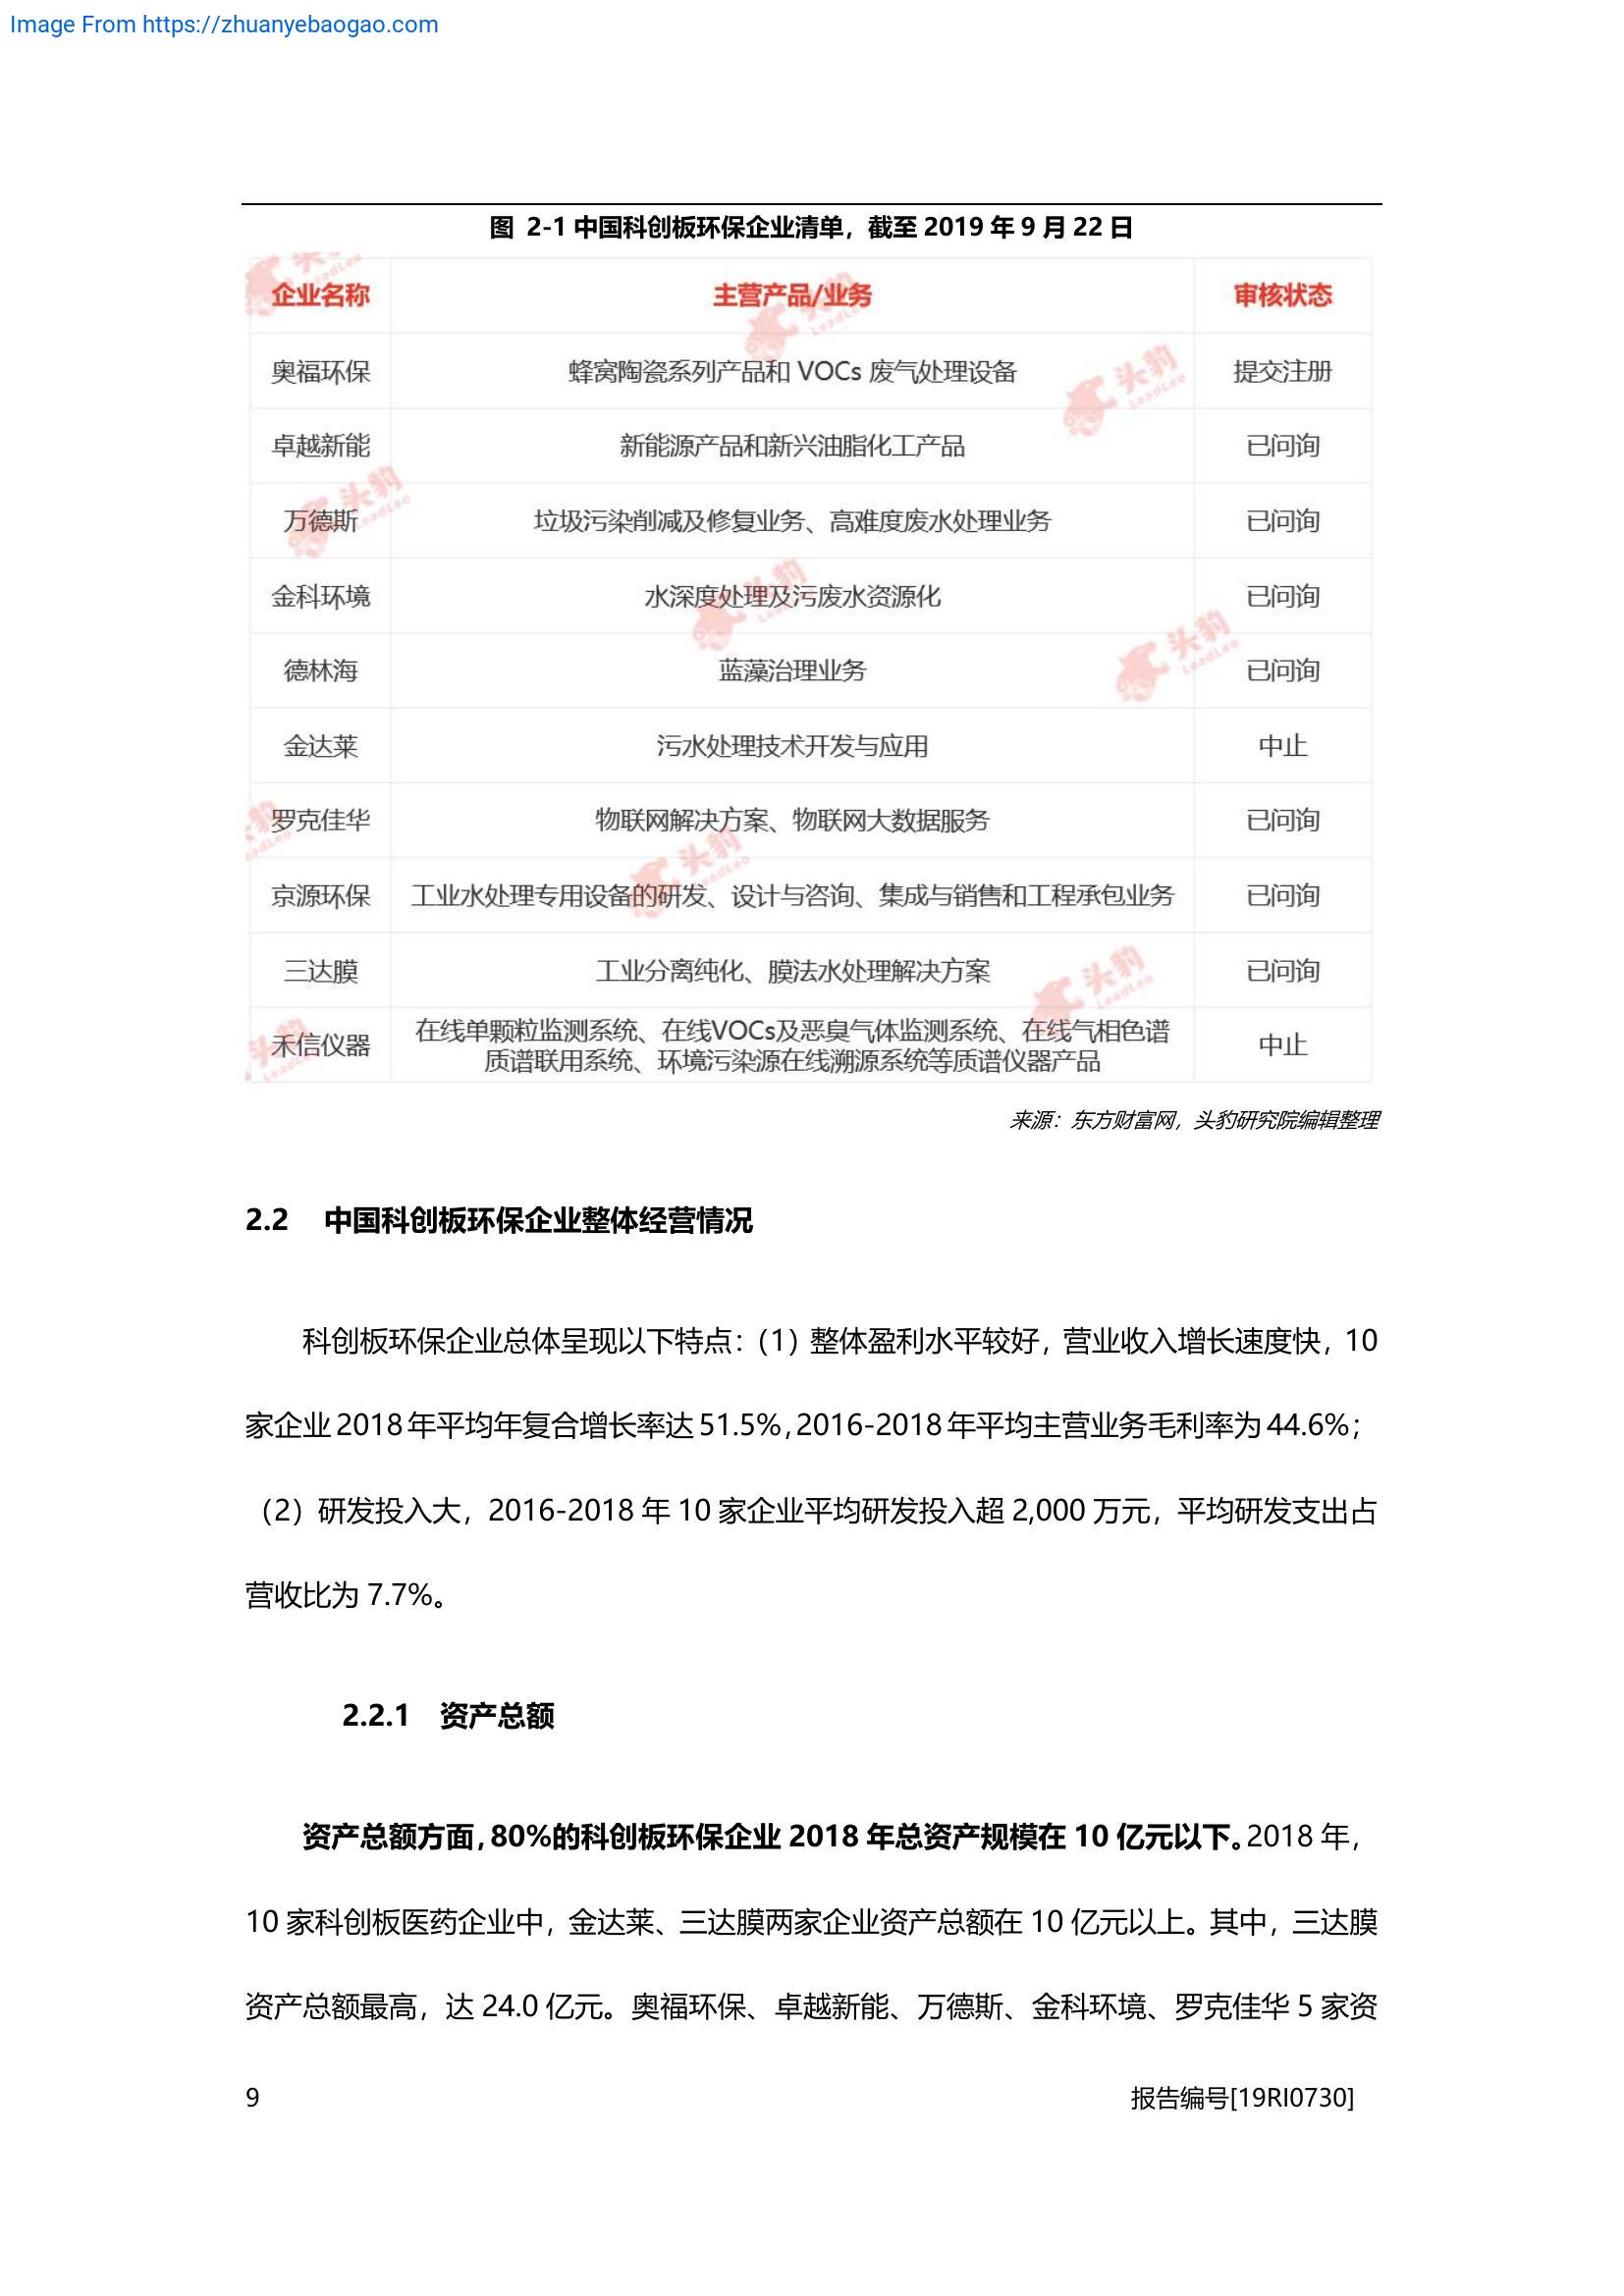 Image From https://zhuanyebaogao.com
图 2-1 中国科创板环保企业清单，截至 2019 年 9 月 22 日
企业名称 主营产品/业务 审核状态
奥福环保 蜂窝陶瓷系列产品和 VOCs 废气处理设备 提交注册
卓越新能 新能源产品和新兴油脂化工产品 已问询
万德斯 垃圾污染削减及修复业务、高难度废水处理业务 已问询
金科环境 水深度处理及污废水资源化 已问询
德林海 蓝藻治理业务 已问询
金达莱 污水处理技术开发与应用 中止
罗克佳华 物联网解决方案、物联网大数据服务 已问询
京源环保 工业水处理专用设备的研发、设计与咨询、集成与销售和工程承包业务 已问询
三达膜 工业分离纯化、膜法水处理解决方案 已问询
禾信仪器 在线单颗粒监测系统、在线VOCs及恶臭气体监测系统、在线气相色谱
质谱联用系统、环境污染源在线溯源系统等质谱仪器产品 中止
来源：东方财富网，头豹研究院编辑整理
2.2 中国科创板环保企业整体经营情况
科创板环保企业总体呈现以下特点：（1）整体盈利水平较好，营业收入增长速度快，10
家企业 2018 年平均年复合增长率达 51.5%，2016-2018 年平均主营业务毛利率为 44.6%；
（2）研发投入大，2016-2018 年 10 家企业平均研发投入超 2,000 万元，平均研发支出占
营收比为 7.7%。
2.2.1 资产总额
资产总额方面，80%的科创板环保企业 2018 年总资产规模在 10 亿元以下。2018 年，
10 家科创板医药企业中，金达莱、三达膜两家企业资产总额在 10 亿元以上。其中，三达膜
资产总额最高，达 24.0 亿元。奥福环保、卓越新能、万德斯、金科环境、罗克佳华 5 家资
9 报告编号[19RI0730]